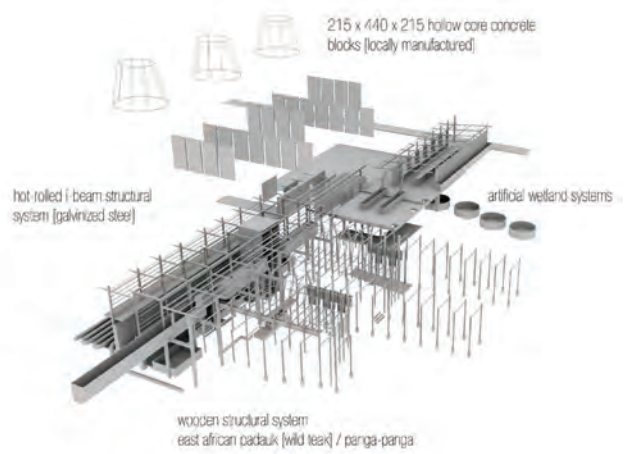 215 x 440 x 215 hollow core concrete
blocks [locally manufactured]
hot-rolled i-beam structural
system [galvinized steel]
artificial wetland systems
wooden structural system
east african padauk [wild teak] / panga-panga